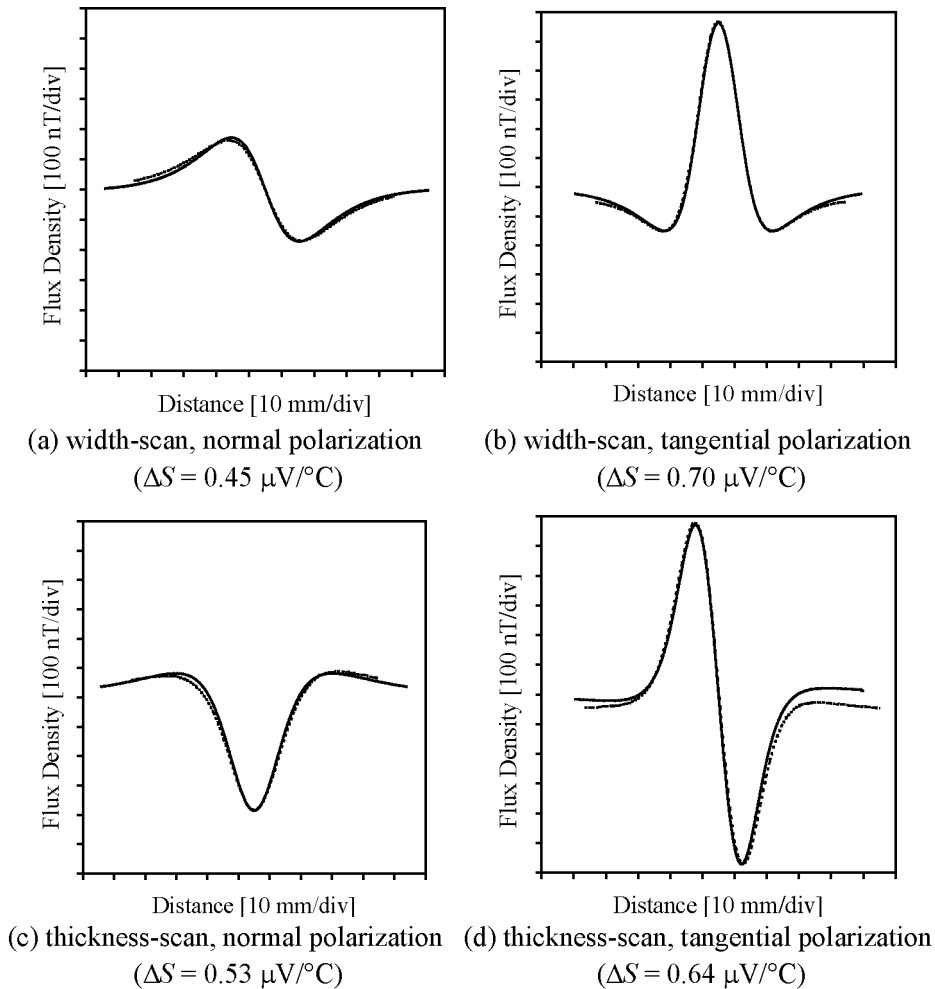 Flux Density [100 nT/div]
Distance [10 mm/div]
(a) width-scan, normal polarization
(ΔS = 0.45 μV/°C)
Flux Density [100 nT/div]
Distance [10 mm/div]
(b) width-scan, tangential polarization
(ΔS = 0.70 μV/°C)
Flux Density [100 nT/div]
Distance [10 mm/div]
(c) thickness-scan, normal polarization
(ΔS = 0.53 μV/°C)
Flux Density [100 nT/div]
Distance [10 mm/div]
(d) thickness-scan, tangential polarization
(ΔS = 0.64 μV/°C)